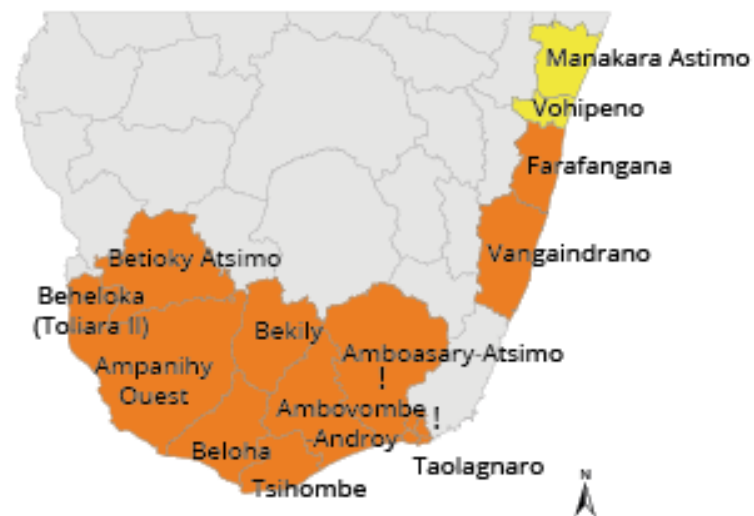 Manakara Astimo
Vohipeno
Farafangana
Vangaindrano
Betioky Atsimo
Beheloka
(Toliara II)
Bekily
Amboasary-Atsimo
!
Ampanihy
Ouest
Ambovombe
-Androy
!
Beloha
Taolagnaro
Tsihombe
N